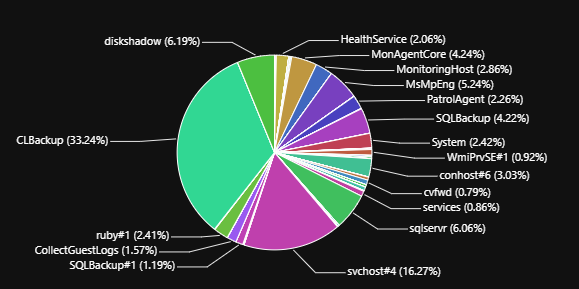 HealthService (2.06%)
MonAgentCore (4.24%)
MonitoringHost (2.86%)
MsMpEng (5.24%)
PatrolAgent (2.26%)
SQLBackup (4.22%)
System (2.42%)
WmiPrvSE#1 (0.92%)
conhost#6 (3.03%)
cvfwd (0.79%)
services (0.86%)
sqlservr (6.06%)
svchost#4 (16.27%)
SQLBackup#1 (1.19%)
CollectGuestLogs (1.57%)
ruby#1 (2.41%)
CLBackup (33.24%)
diskshadow (6.19%)